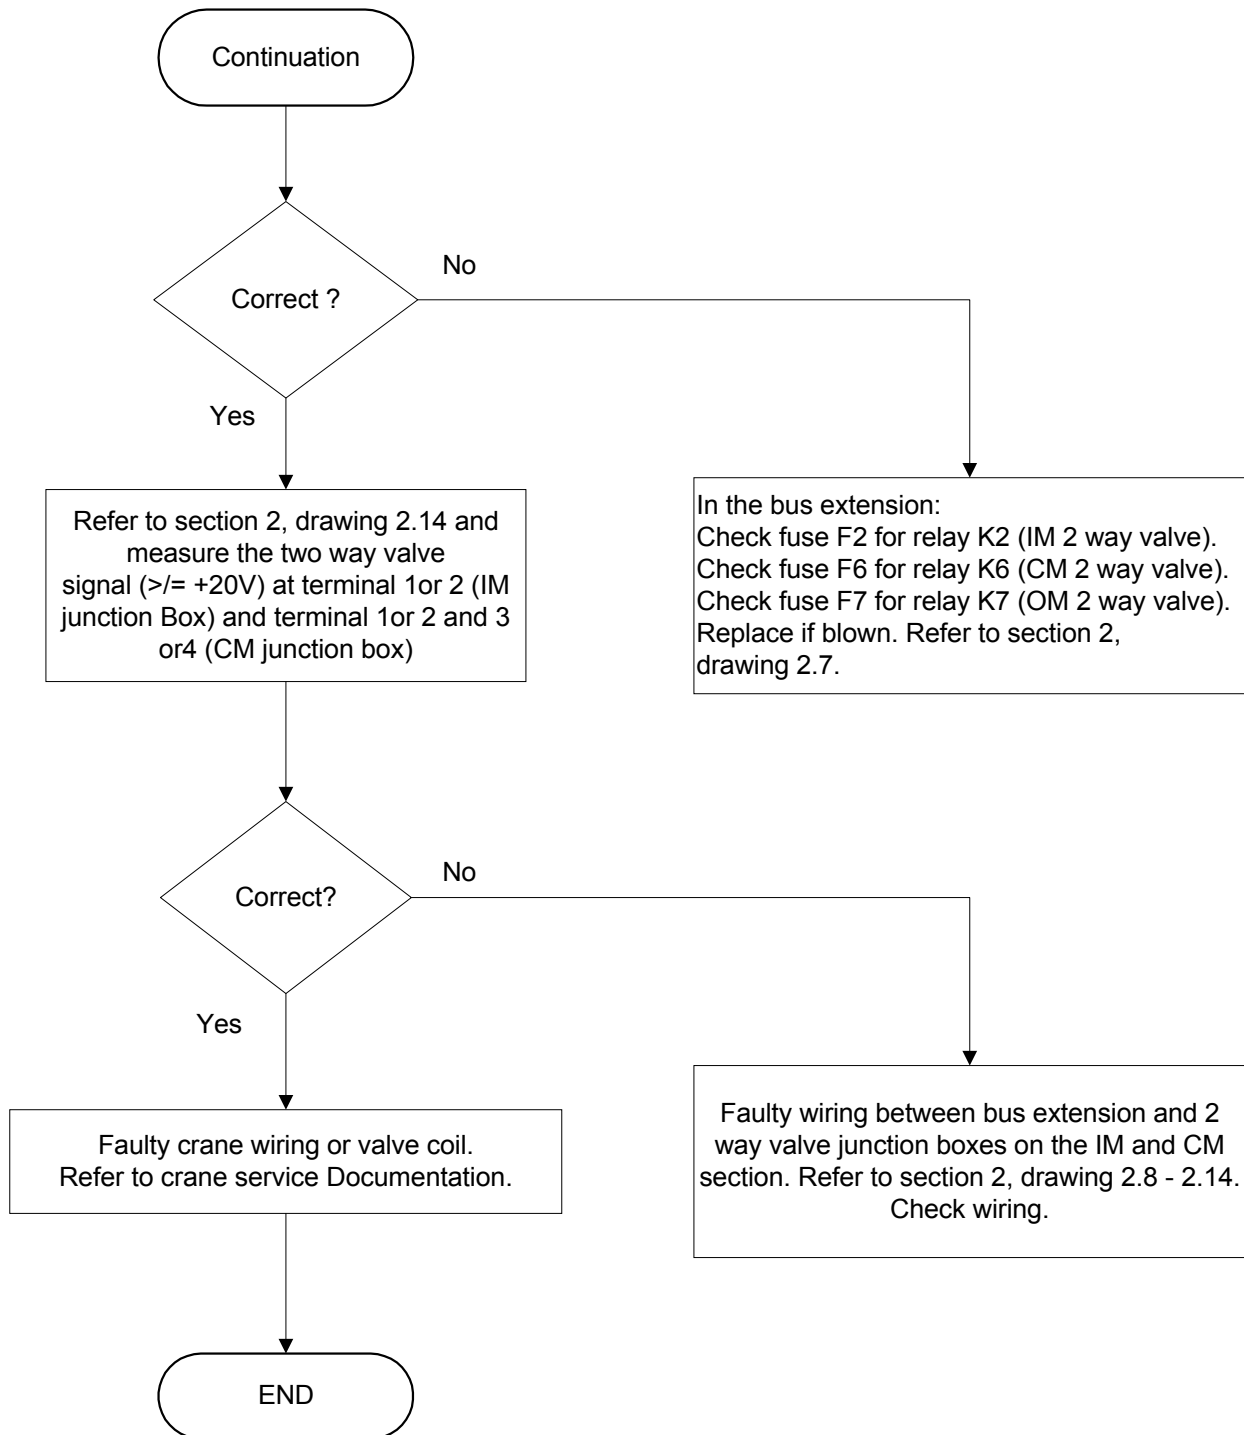 Continuation
Correct ?
No
Yes
Refer to section 2, drawing 2.14 and
measure the two way valve
signal (>/= +20V) at terminal 1or 2 (IM
junction Box) and terminal 1or 2 and 3
or4 (CM junction box)
In the bus extension:
Check fuse F2 for relay K2 (IM 2 way valve).
Check fuse F6 for relay K6 (CM 2 way valve).
Check fuse F7 for relay K7 (OM 2 way valve).
Replace if blown. Refer to section 2,
drawing 2.7.
Correct?
No
Yes
Faulty crane wiring or valve coil.
Refer to crane service Documentation.
Faulty wiring between bus extension and 2
way valve junction boxes on the IM and CM
section. Refer to section 2, drawing 2.8 - 2.14.
Check wiring.
END